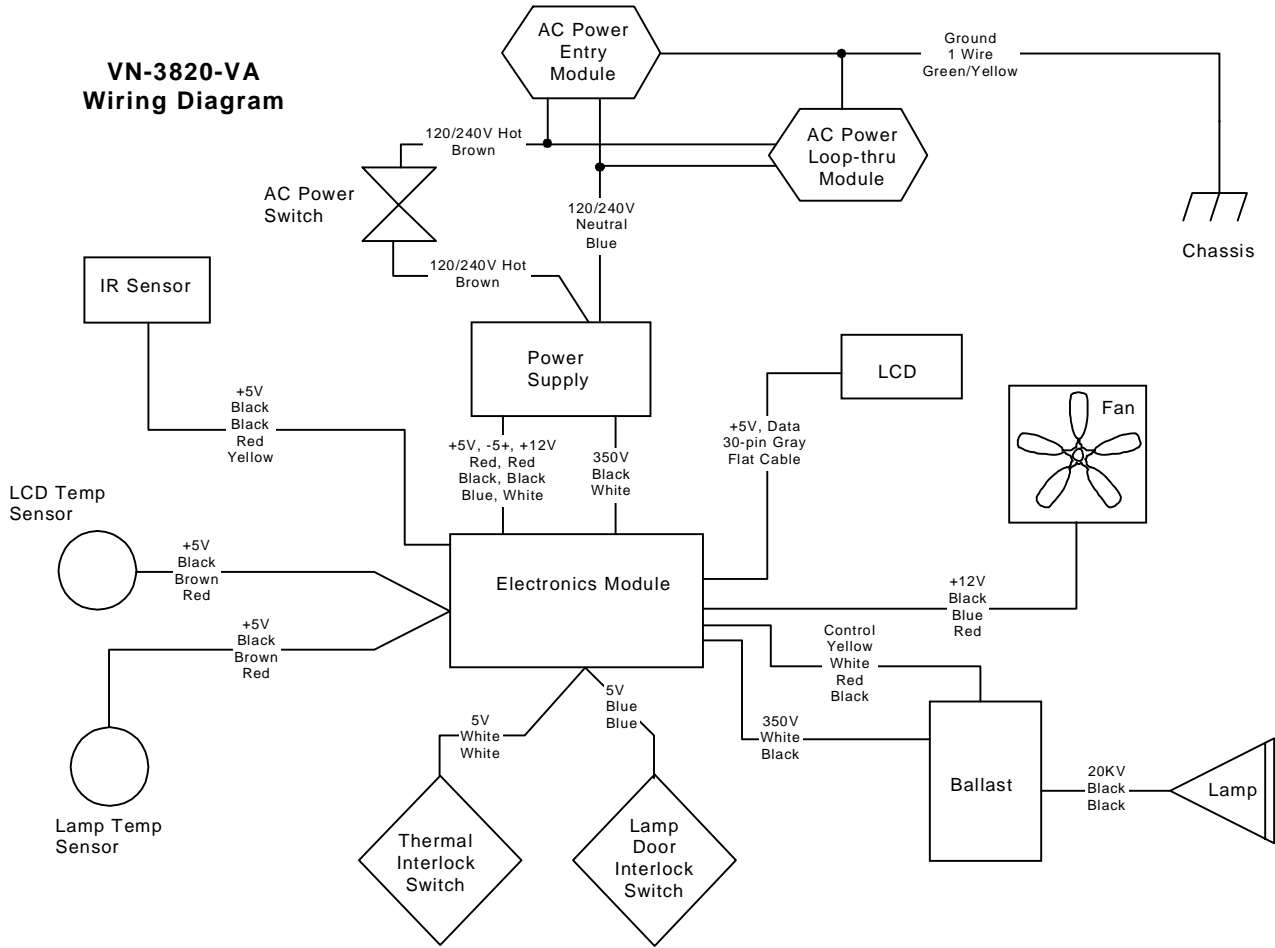 VN-3820-VA
Wiring Diagram
AC Power
Entry
Module
Ground
1 Wire
Green/Yellow
120/240V Hot
Brown
AC Power
Loop-thru
Module
AC Power
Switch
120/240V
Neutral
Blue
Chassis
120/240V Hot
Brown
IR Sensor
Power
Supply
LCD
+5V
Black
Black
Red
Yellow
+5V, -5+, +12V
Red, Red
Black, Black
Blue, White
350V
Black
White
+5V, Data
30-pin Gray
Flat Cable
Fan
LCD Temp
Sensor
+5V
Black
Brown
Red
Electronics Module
+12V
Black
Blue
Red
+5V
Black
Brown
Red
Control
Yellow
White
Red
Black
5V
White
White
5V
Blue
Blue
350V
White
Black
Ballast
20KV
Black
Black
Lamp
Lamp Temp
Sensor
Thermal
Interlock
Switch
Lamp
Door
Interlock
Switch